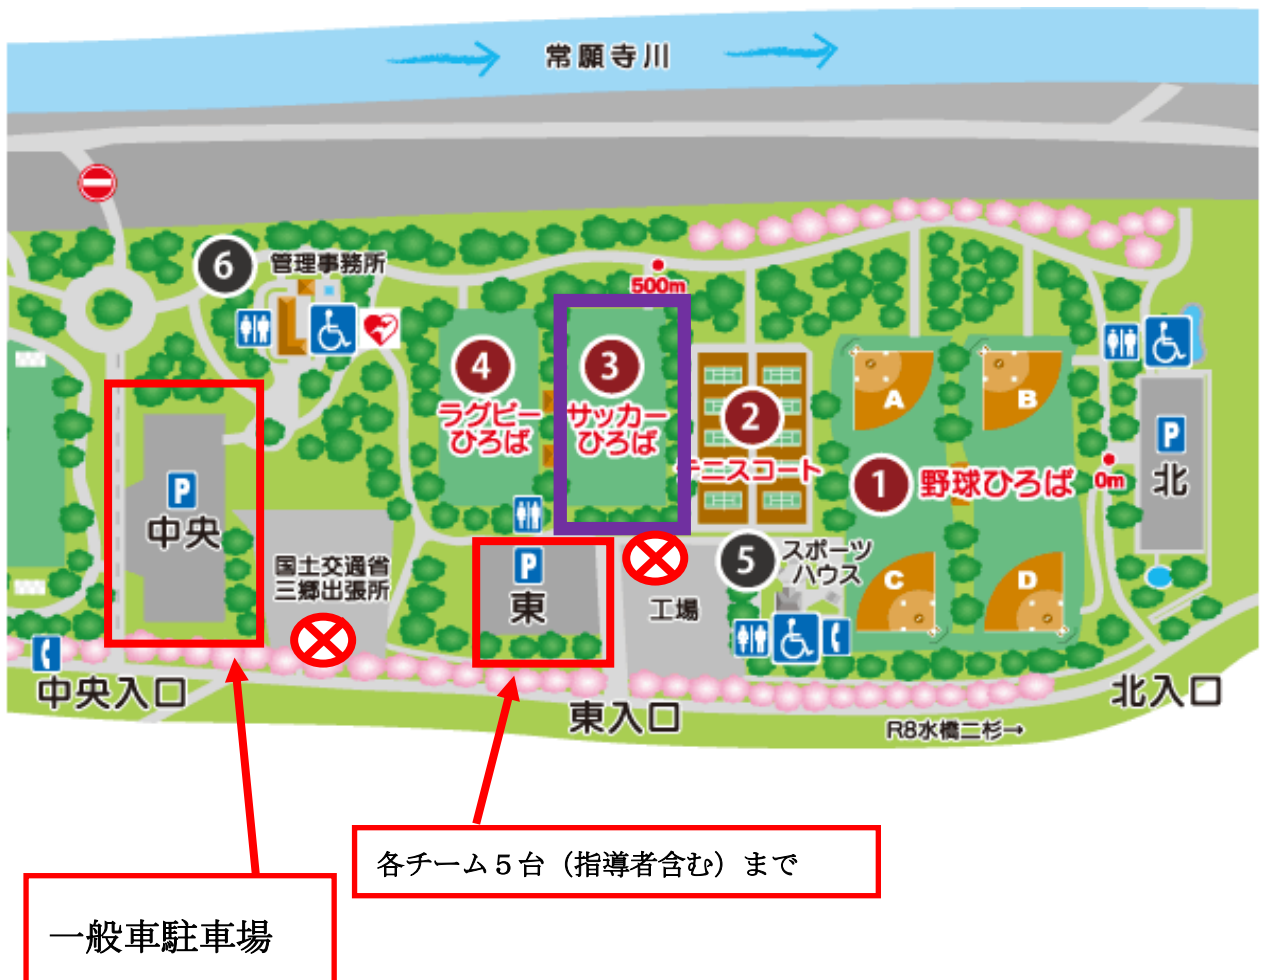 常願寺川
6
管理事務所
500m
4
ラグビー
ひろば
3
サッカー
ひろば
2
テニスコート
A
B
1
野球ひろば
0m
P
北
P
中央
国土交通省
三郷出張所
P
東
工場
5
スポーツ
ハウス
C
D
中央入口
東入口
北入口
R8水橋二杉→
各チーム５台（指導者含む）まで
一般車駐車場